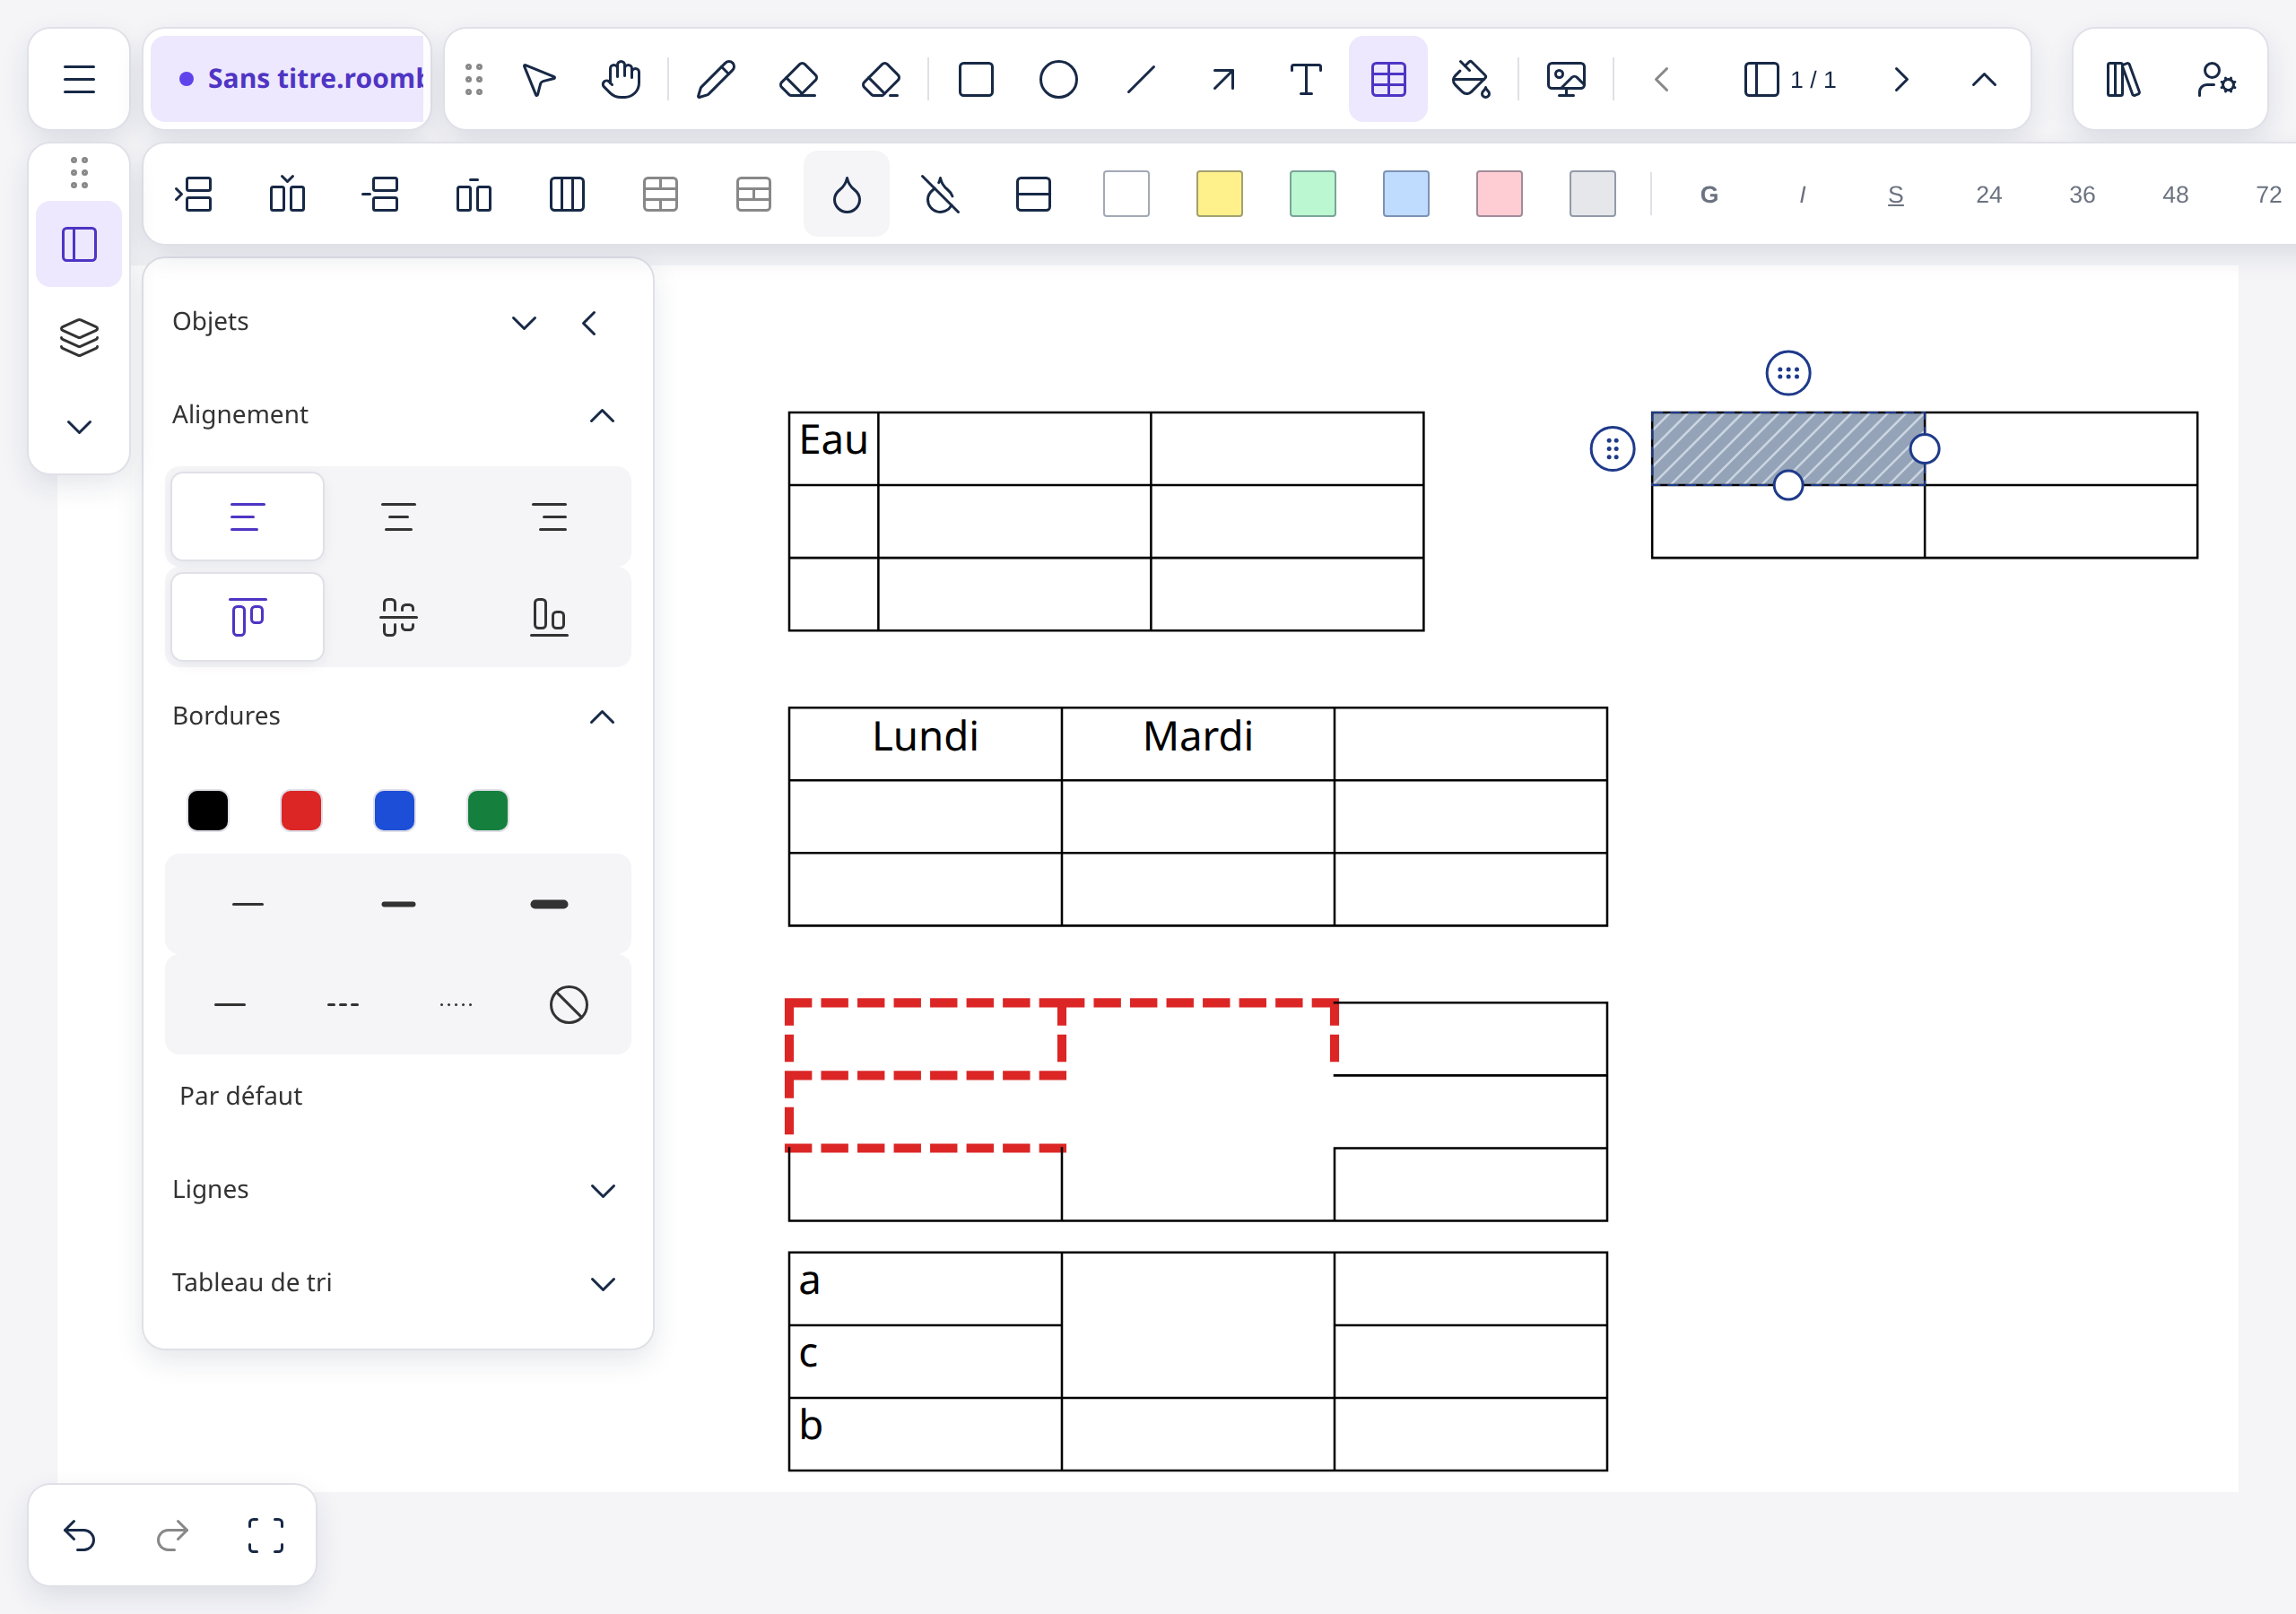 Sans titre.roomb
1 / 1
G I S 24 36 48 72
Objets
Alignement
Bordures
Par défaut
Lignes
Tableau de tri
Eau
Lundi Mardi
a
c
b